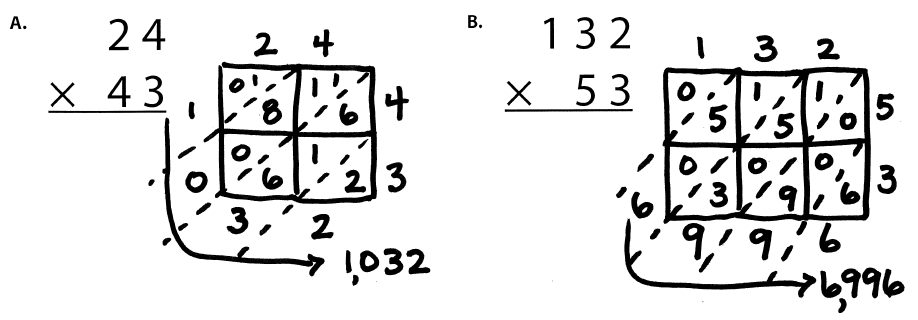 A.
24
× 43
2 4
0 8 1 6 4
1
0 6 1 2 3
0
3 2
1,032
B.
132
× 53
1 3 2
0 5 1 5 1 0 5
0 3 0 9 0 6 3
6
9 9 6
6,996